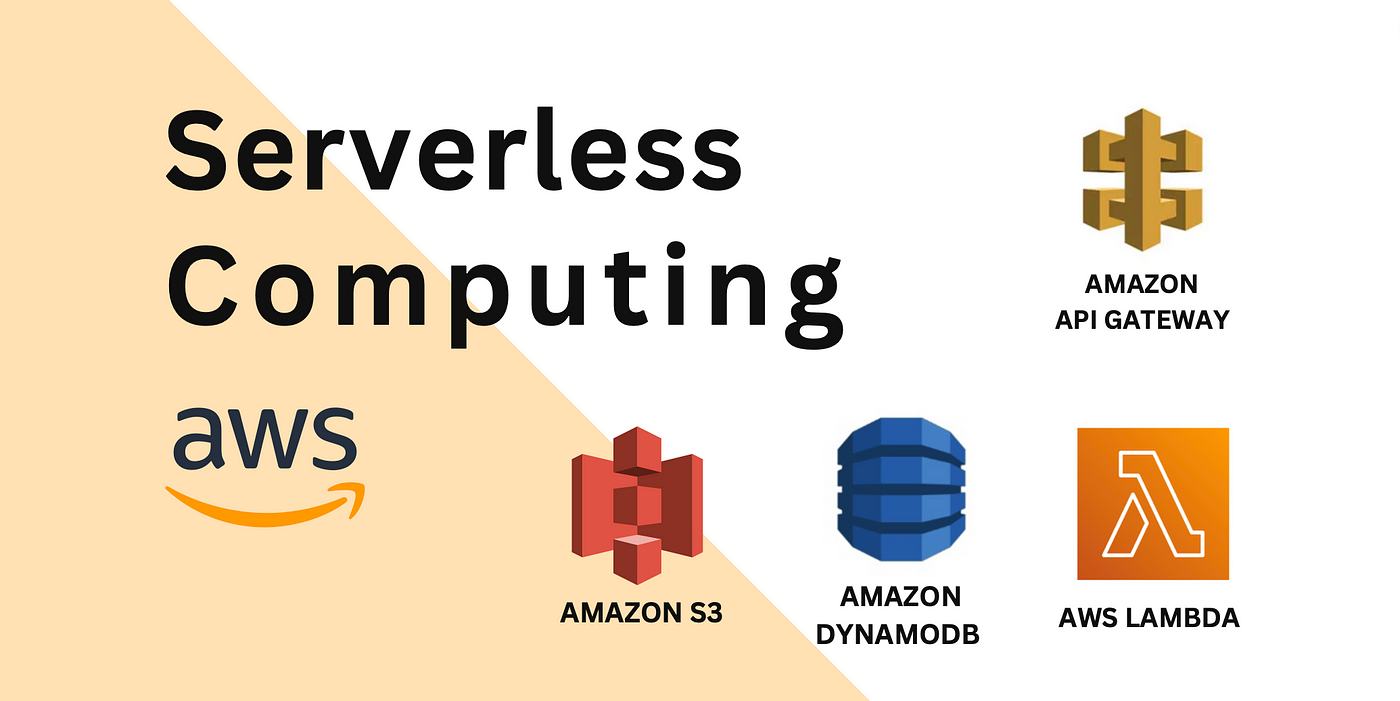 Serverless
Computing
aws
AMAZON
API GATEWAY
AMAZON S3
AMAZON
DYNAMODB
AWS LAMBDA